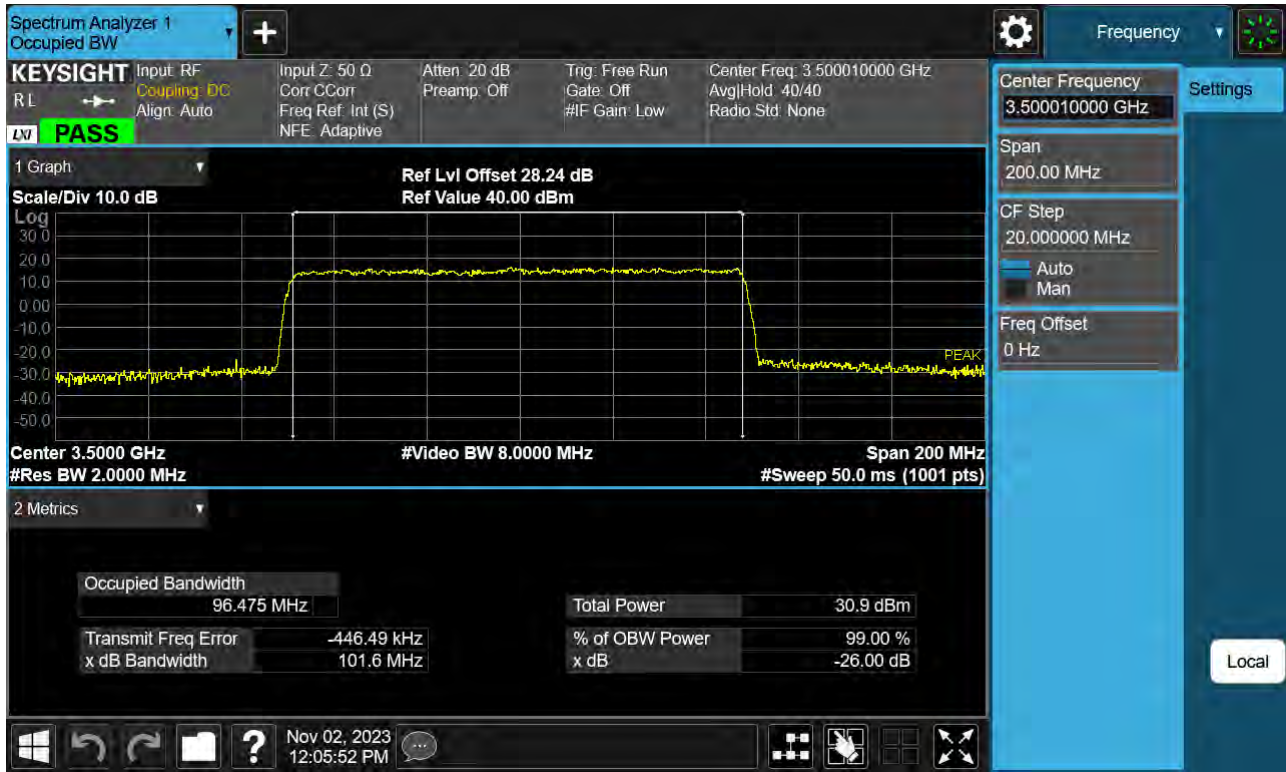 Spectrum Analyzer 1
Occupied BW
+
Frequency
KEYSIGHT
RL
LXI
PASS
Input: RF
Coupling: DC
Align: Auto
Input Z: 50 Ω
Corr CCorr
Freq Ref: Int (S)
NFE: Adaptive
Atten: 20 dB
Preamp: Off
Trig: Free Run
Gate: Off
#IF Gain: Low
Center Freq: 3.500010000 GHz
Avg|Hold: 40/40
Radio Std: None
Center Frequency
3.500010000 GHz
Settings
Span
200.00 MHz
CF Step
20.000000 MHz
Auto
Man
Freq Offset
0 Hz
1 Graph
Scale/Div 10.0 dB
Ref Lvl Offset 28.24 dB
Ref Value 40.00 dBm
Log
30.0
20.0
10.0
0.00
-10.0
-20.0
-30.0
-40.0
-50.0
PEAK
Center 3.5000 GHz
#Video BW 8.0000 MHz
Span 200 MHz
#Res BW 2.0000 MHz
#Sweep 50.0 ms (1001 pts)
2 Metrics
Occupied Bandwidth
96.475 MHz
Total Power 30.9 dBm
Transmit Freq Error -446.49 kHz
% of OBW Power 99.00 %
x dB Bandwidth 101.6 MHz
x dB -26.00 dB
Local
?
Nov 02, 2023
12:05:52 PM